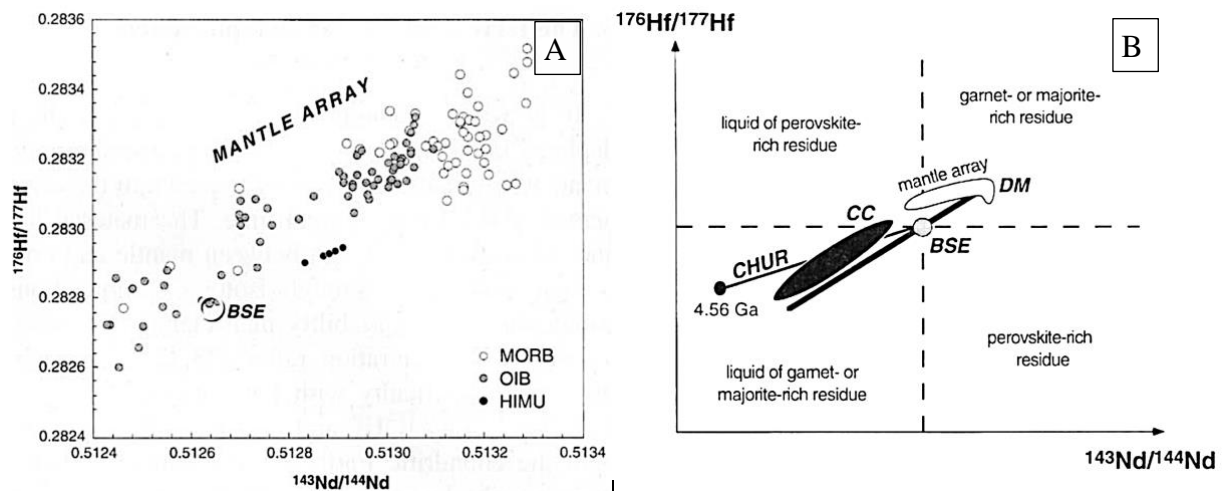 A
0.2836
0.2834
0.2832
0.2830
0.2828
0.2826
0.2824
176Hf/177Hf
MANTLE ARRAY
BSE
MORB
OIB
HIMU
0.5124
0.5126
0.5128
0.5130
0.5132
0.5134
143Nd/144Nd
176Hf/177Hf
B
liquid of perovskite-
rich residue
garnet- or majorite-
rich residue
mantle array
DM
CC
BSE
CHUR
4.56 Ga
liquid of garnet- or
majorite-rich residue
perovskite-rich
residue
143Nd/144Nd